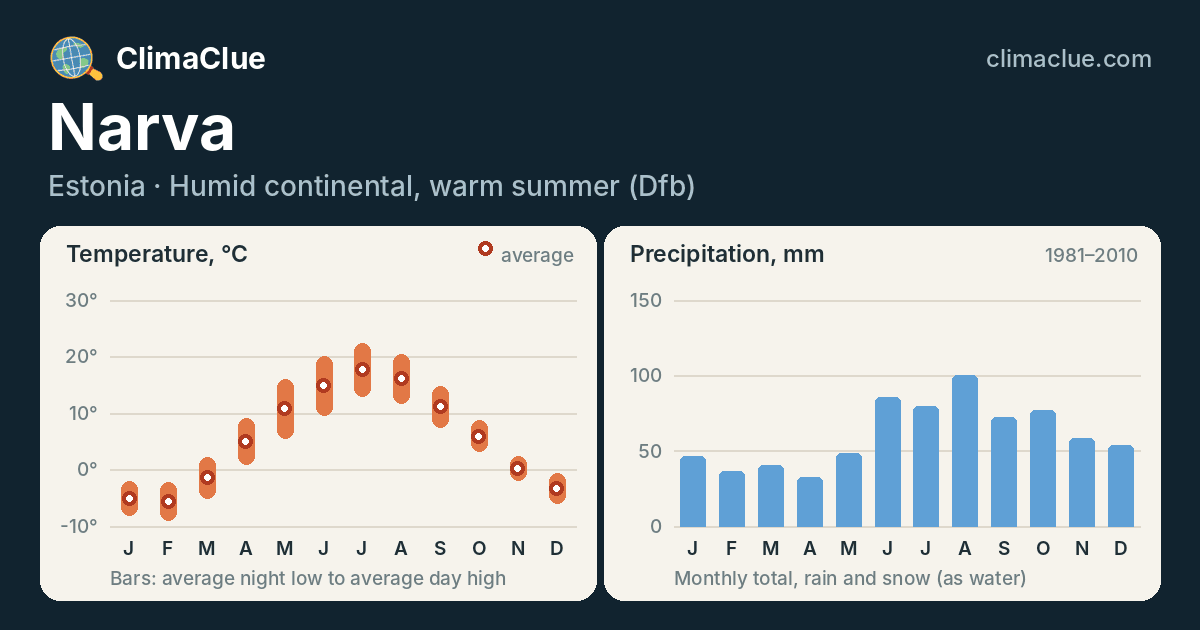 ClimaClue
climaclue.com
Narva
Estonia · Humid continental, warm summer (Dfb)
Temperature, °C
average
30°
20°
10°
0°
-10°
J F M A M J J A S O N D
Bars: average night low to average day high
Precipitation, mm
1981–2010
150
100
50
0
J F M A M J J A S O N D
Monthly total, rain and snow (as water)